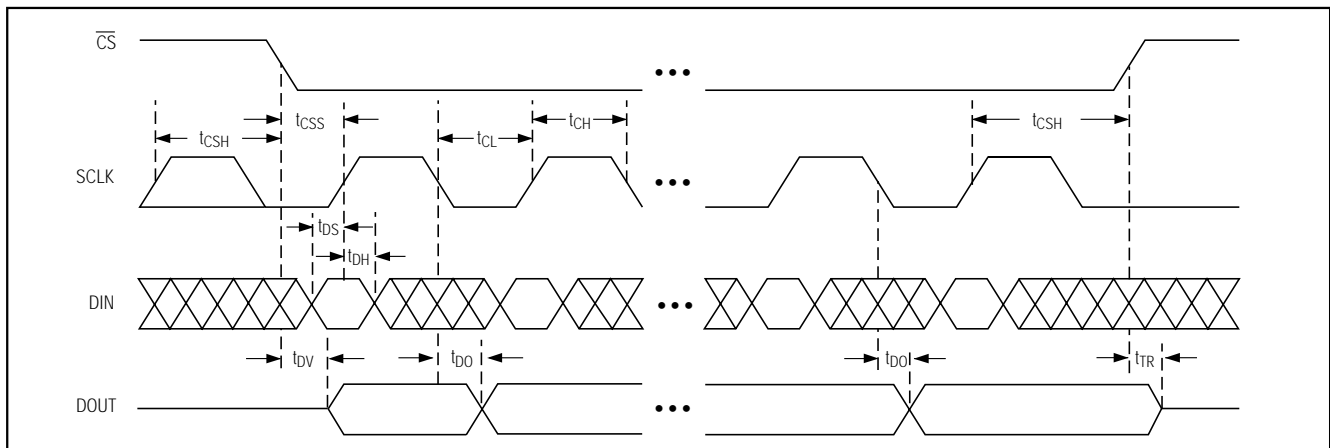 CS
tCSS
tCSH
tCL
tCH
tCSH
SCLK
tDS
tDH
DIN
tDV
tDO
tDO
tTR
DOUT